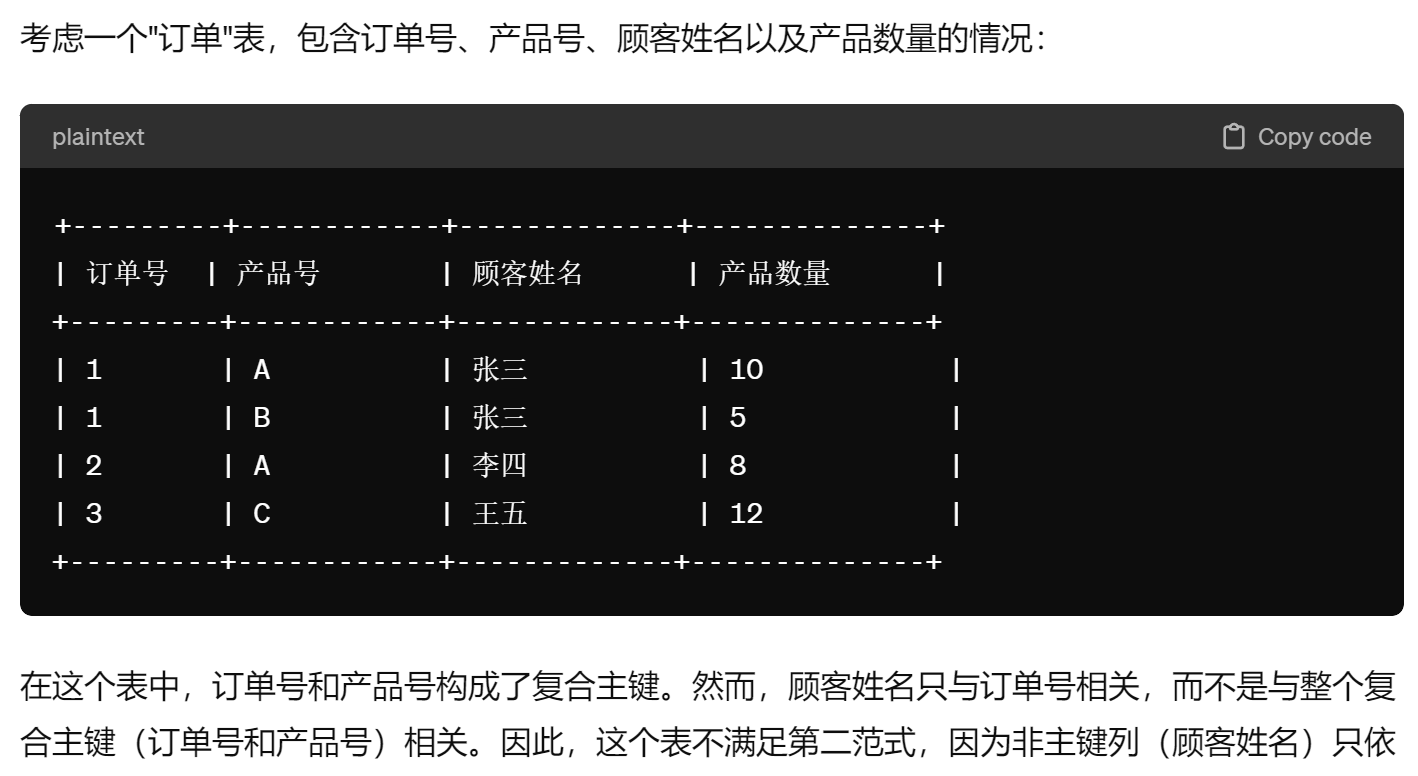 考虑一个"订单"表，包含订单号、产品号、顾客姓名以及产品数量的情况：
plaintext Copy code
+---------+------------+-------------+--------------+
| 订单号  | 产品号       | 顾客姓名      | 产品数量      |
+---------+------------+-------------+--------------+
| 1       | A          | 张三          | 10           |
| 1       | B          | 张三          | 5            |
| 2       | A          | 李四          | 8            |
| 3       | C          | 王五          | 12           |
+---------+------------+-------------+--------------+
在这个表中，订单号和产品号构成了复合主键。然而，顾客姓名只与订单号相关，而不是与整个复
合主键（订单号和产品号）相关。因此，这个表不满足第二范式，因为非主键列（顾客姓名）只依